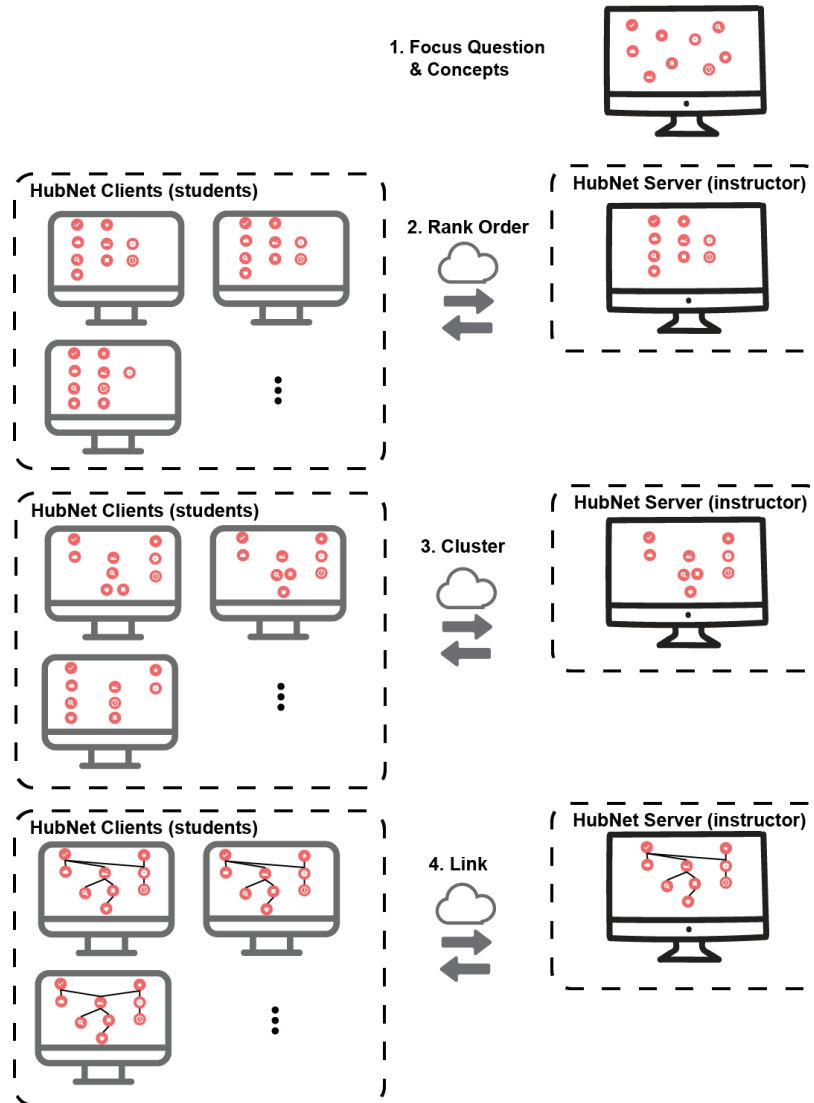 1. Focus Question
& Concepts
HubNet Clients (students)
2. Rank Order
HubNet Server (instructor)
HubNet Clients (students)
3. Cluster
HubNet Server (instructor)
HubNet Clients (students)
4. Link
HubNet Server (instructor)